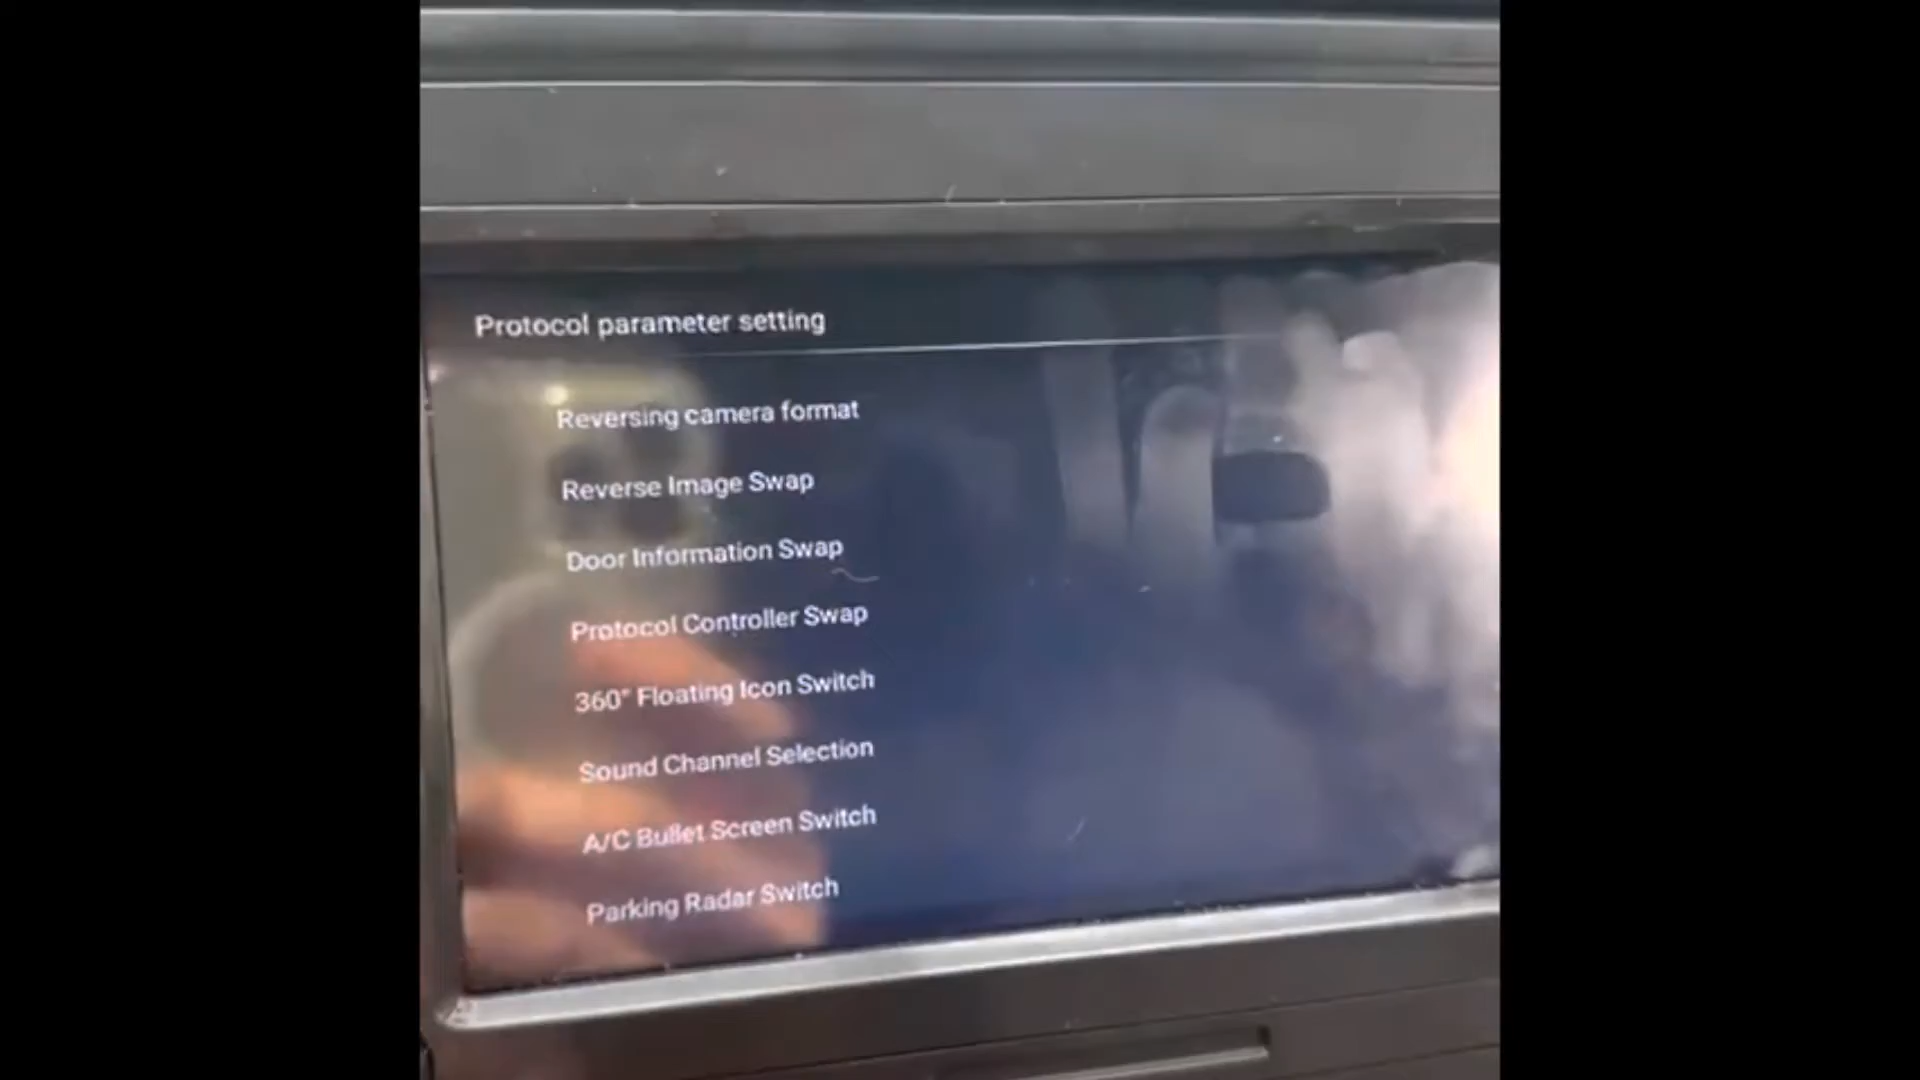 Protocol parameter setting
Reversing camera format
Reverse Image Swap
Door Information Swap
Protocol Controller Swap
360° Floating Icon Switch
Sound Channel Selection
A/C Bullet Screen Switch
Parking Radar Switch